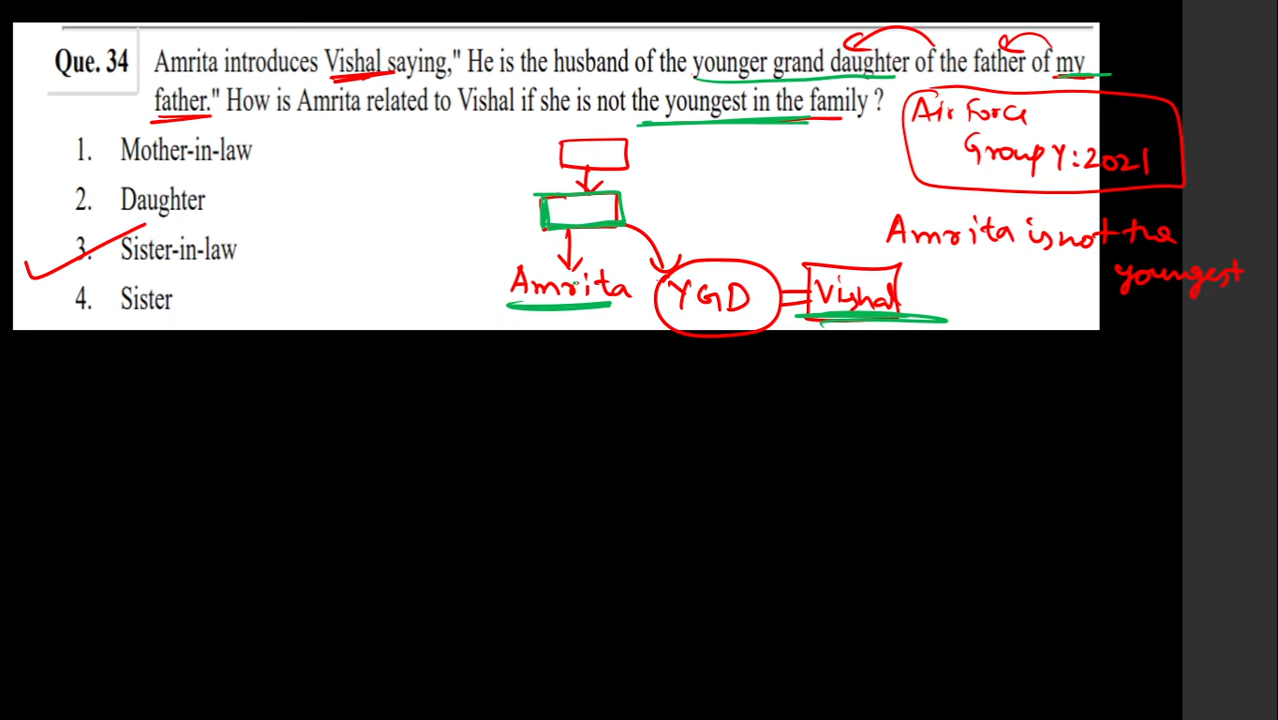 Que. 34 Amrita introduces Vishal saying," He is the husband of the younger grand daughter of the father of my
father." How is Amrita related to Vishal if she is not the youngest in the family ?
1. Mother-in-law
2. Daughter
3. Sister-in-law
4. Sister
Air Force
Group Y: 2021
Amrita is not the
youngest
Amrita YGD Vishal